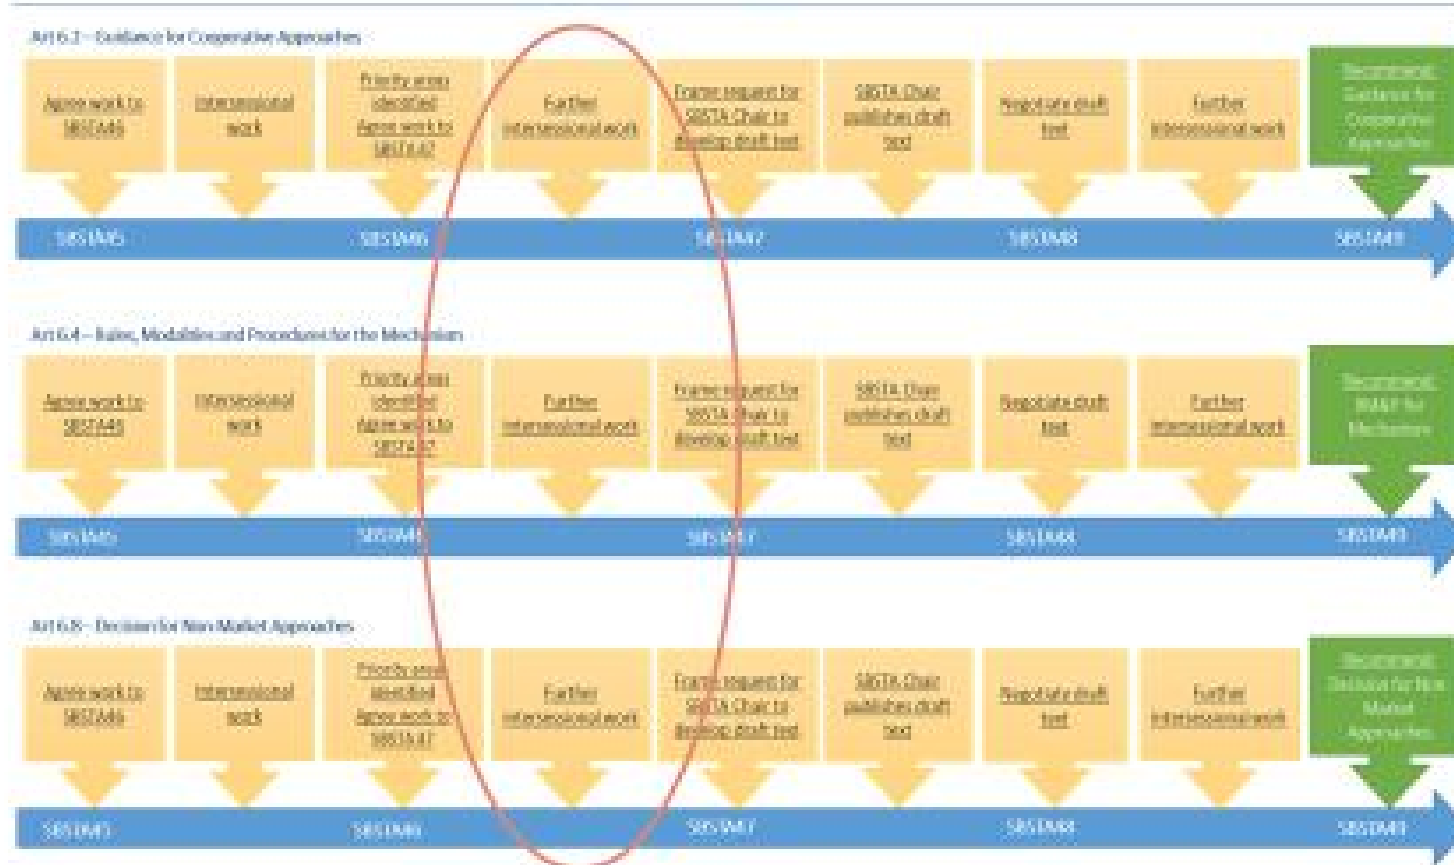 Art 6.2 – Guidance for Cooperative Approaches
Agree work to
SBSTA46
Intersessional
work
Priority areas
identified
Agree work to
SBSTA47
Further
intersessional work
Frame request for
SBSTA Chair to
develop draft text
SBSTA Chair
publishes draft
text
Negotiate draft
text
Further
intersessional work
Recommend
Guidance for
Cooperative
Approaches
SBSTA45
SBSTA46
SBSTA47
SBSTA48
SBSTA49
Art 6.4 – Rules, Modalities and Procedures for the Mechanism
Agree work to
SBSTA46
Intersessional
work
Priority areas
identified
Agree work to
SBSTA47
Further
intersessional work
Frame request for
SBSTA Chair to
develop draft text
SBSTA Chair
publishes draft
text
Negotiate draft
text
Further
intersessional work
Recommend
RM&P for
Mechanism
SBSTA45
SBSTA46
SBSTA47
SBSTA48
SBSTA49
Art 6.8 – Decision for Non Market Approaches
Agree work to
SBSTA46
Intersessional
work
Priority areas
identified
Agree work to
SBSTA47
Further
intersessional work
Frame request for
SBSTA Chair to
develop draft text
SBSTA Chair
publishes draft
text
Negotiate draft
text
Further
intersessional work
Recommend
Decision for Non
Market
Approaches
SBSTA45
SBSTA46
SBSTA47
SBSTA48
SBSTA49